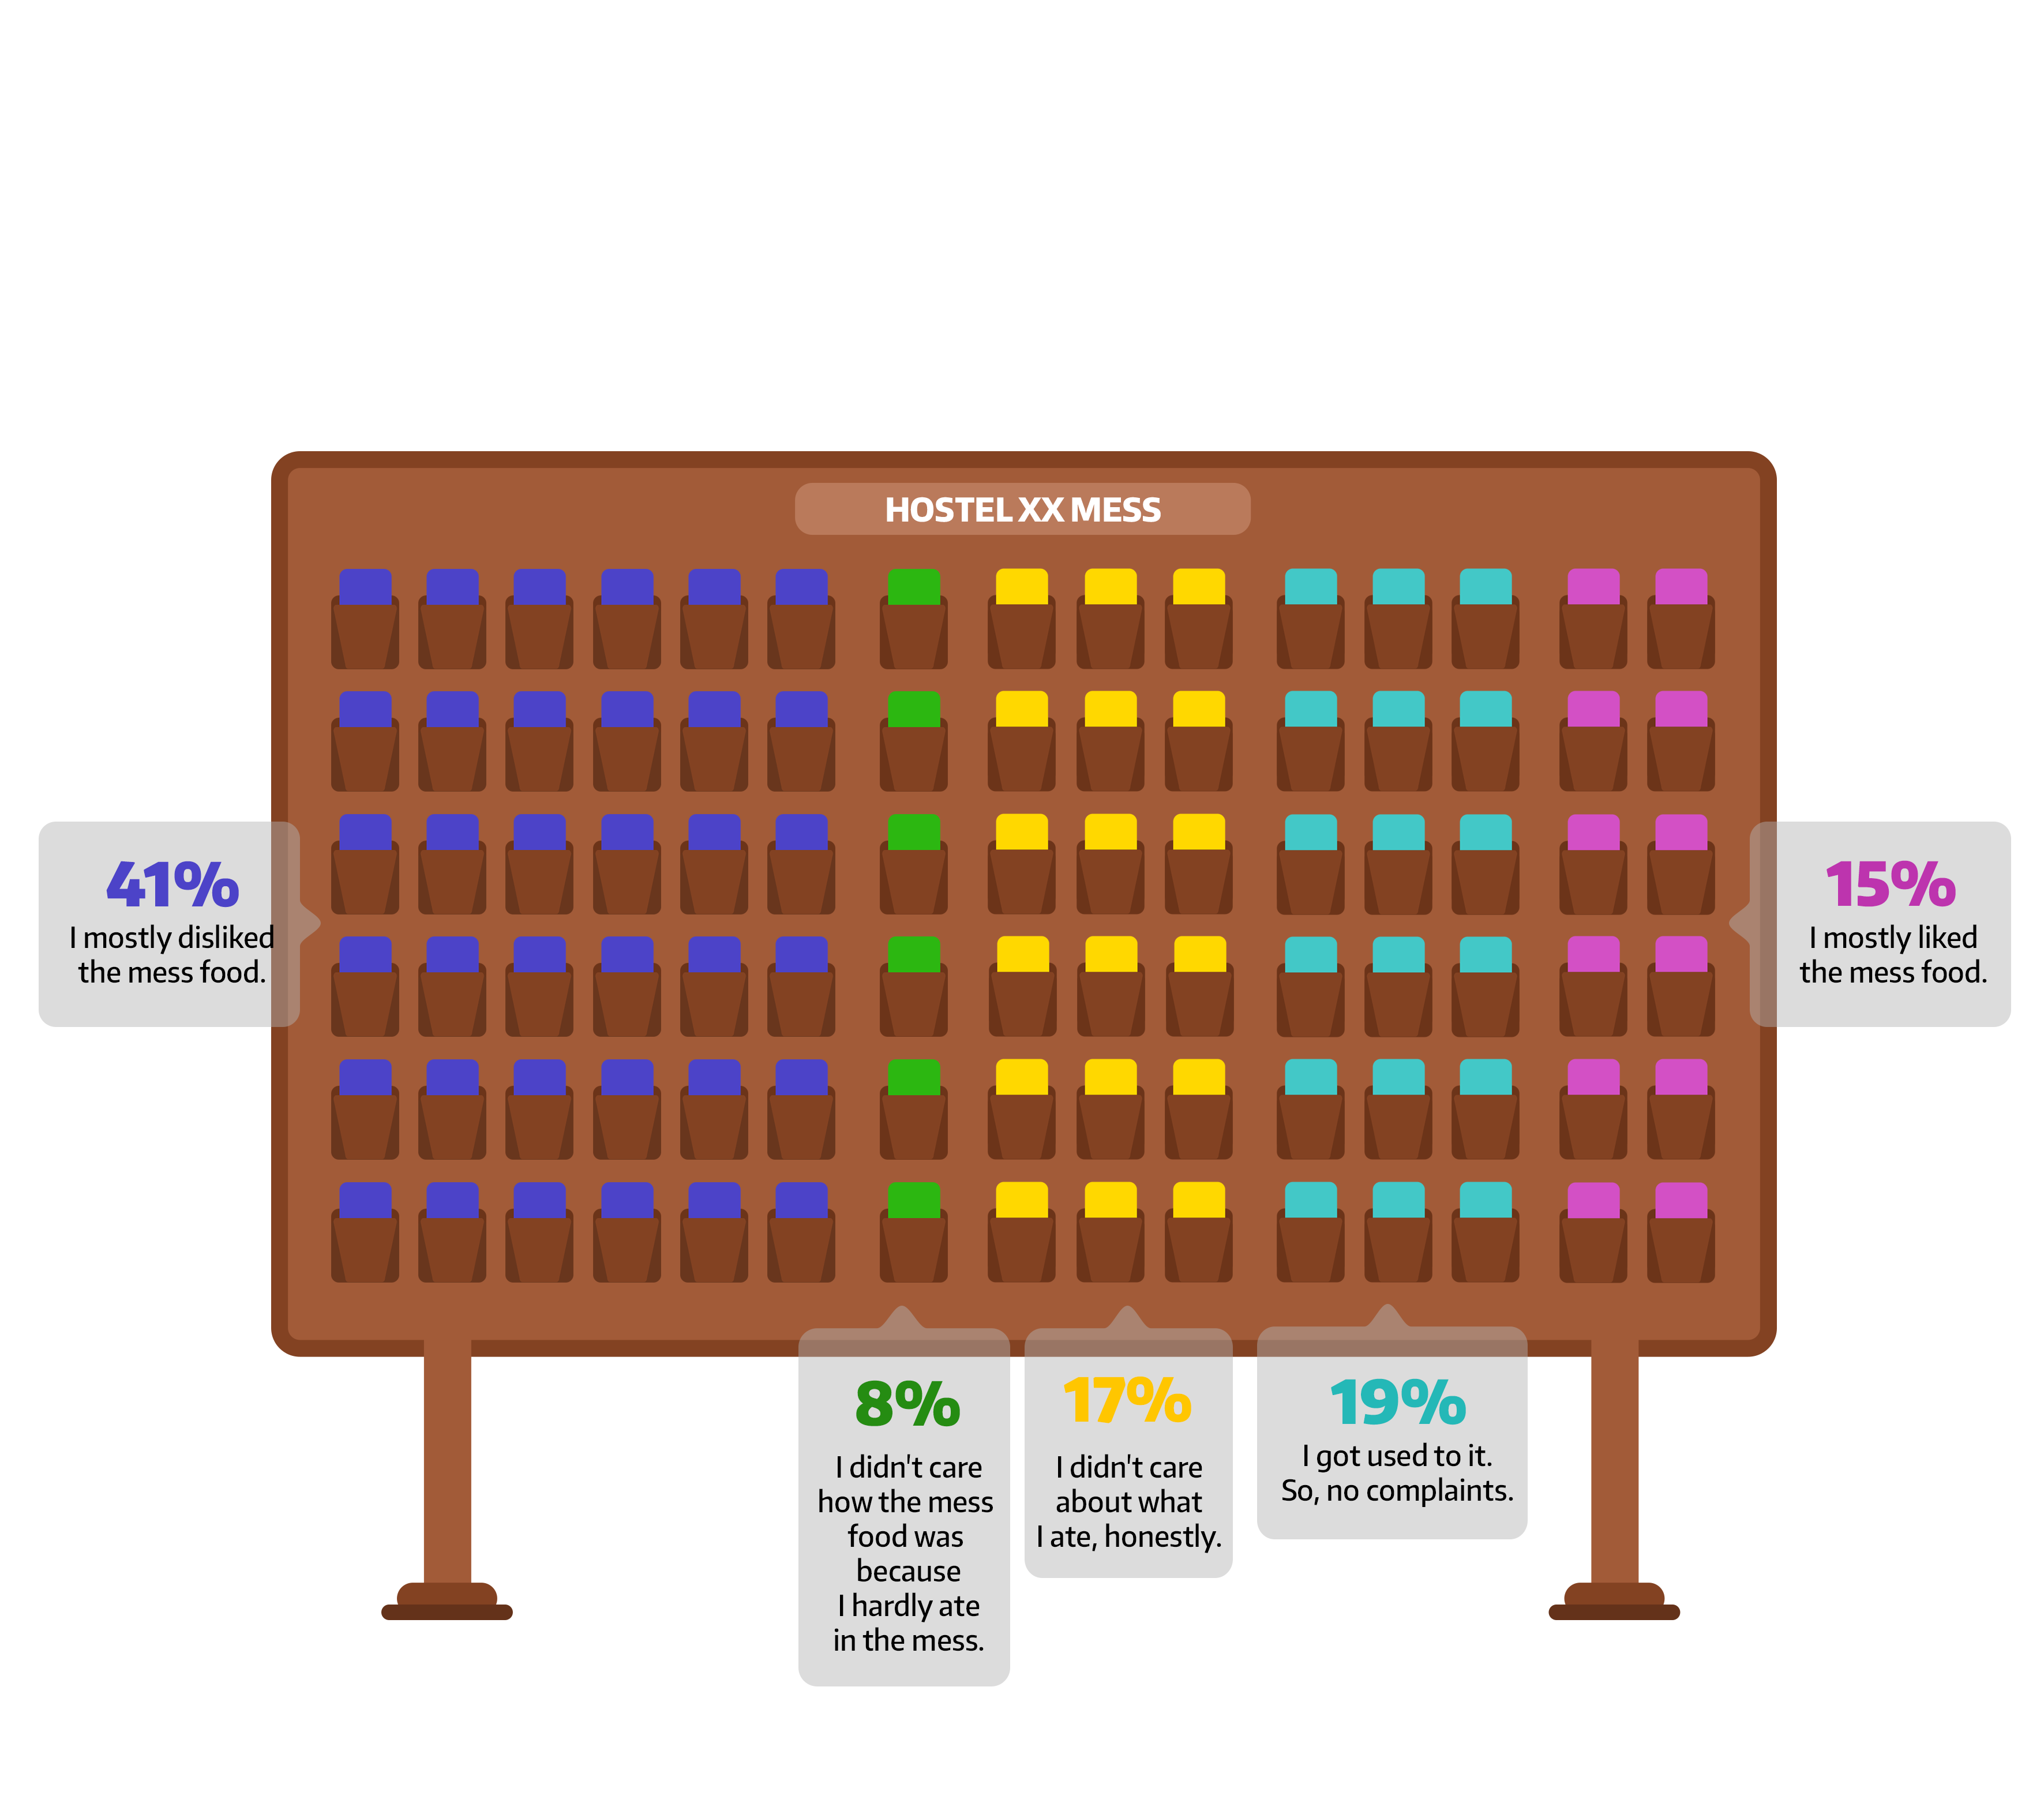 HOSTEL XX MESS
41%
I mostly disliked
the mess food.
15%
I mostly liked
the mess food.
8%
I didn't care
how the mess
food was
because
I hardly ate
in the mess.
17%
I didn't care
about what
I ate, honestly.
19%
I got used to it.
So, no complaints.